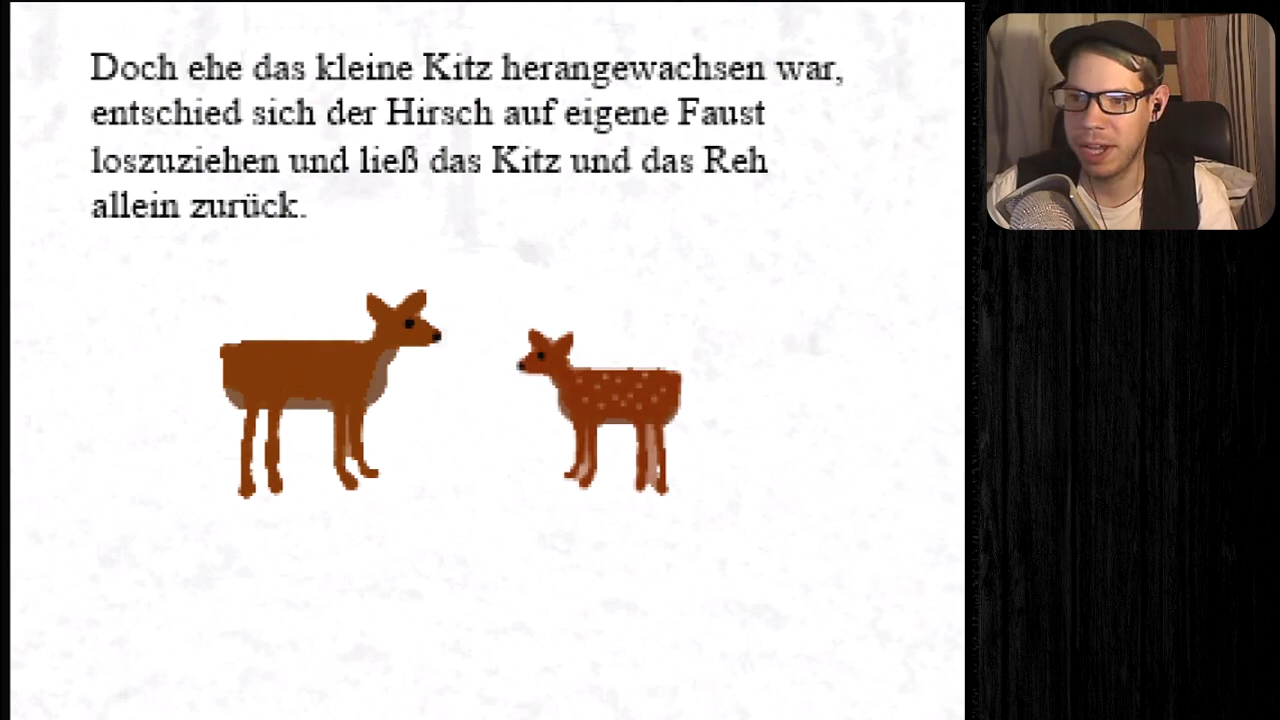 Doch ehe das kleine Kitz herangewachsen war,
entschied sich der Hirsch auf eigene Faust
loszuziehen und ließ das Kitz und das Reh
allein zurück.